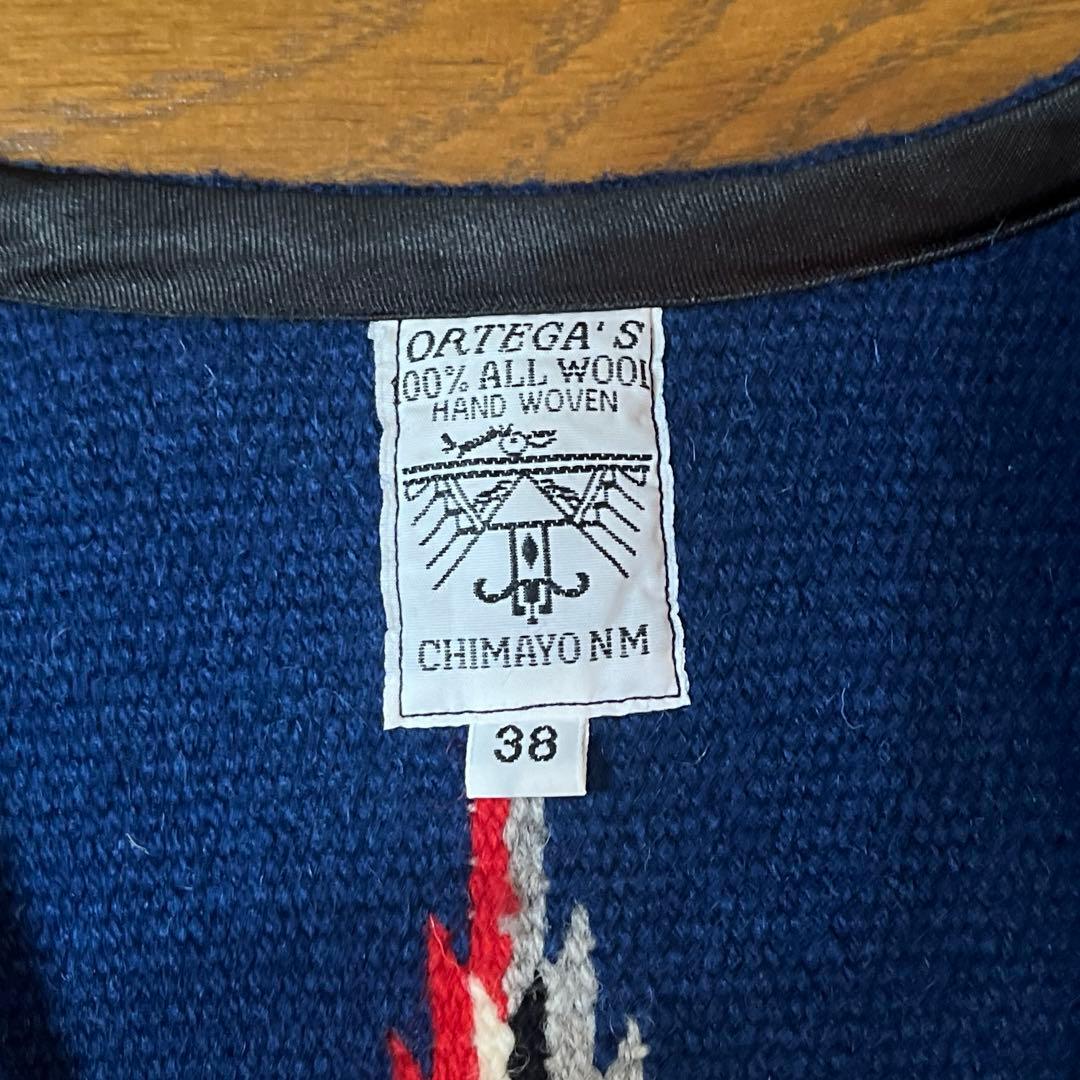 ORTEGA'S
100% ALL WOOL
HAND WOVEN
CHIMAYO NM
38